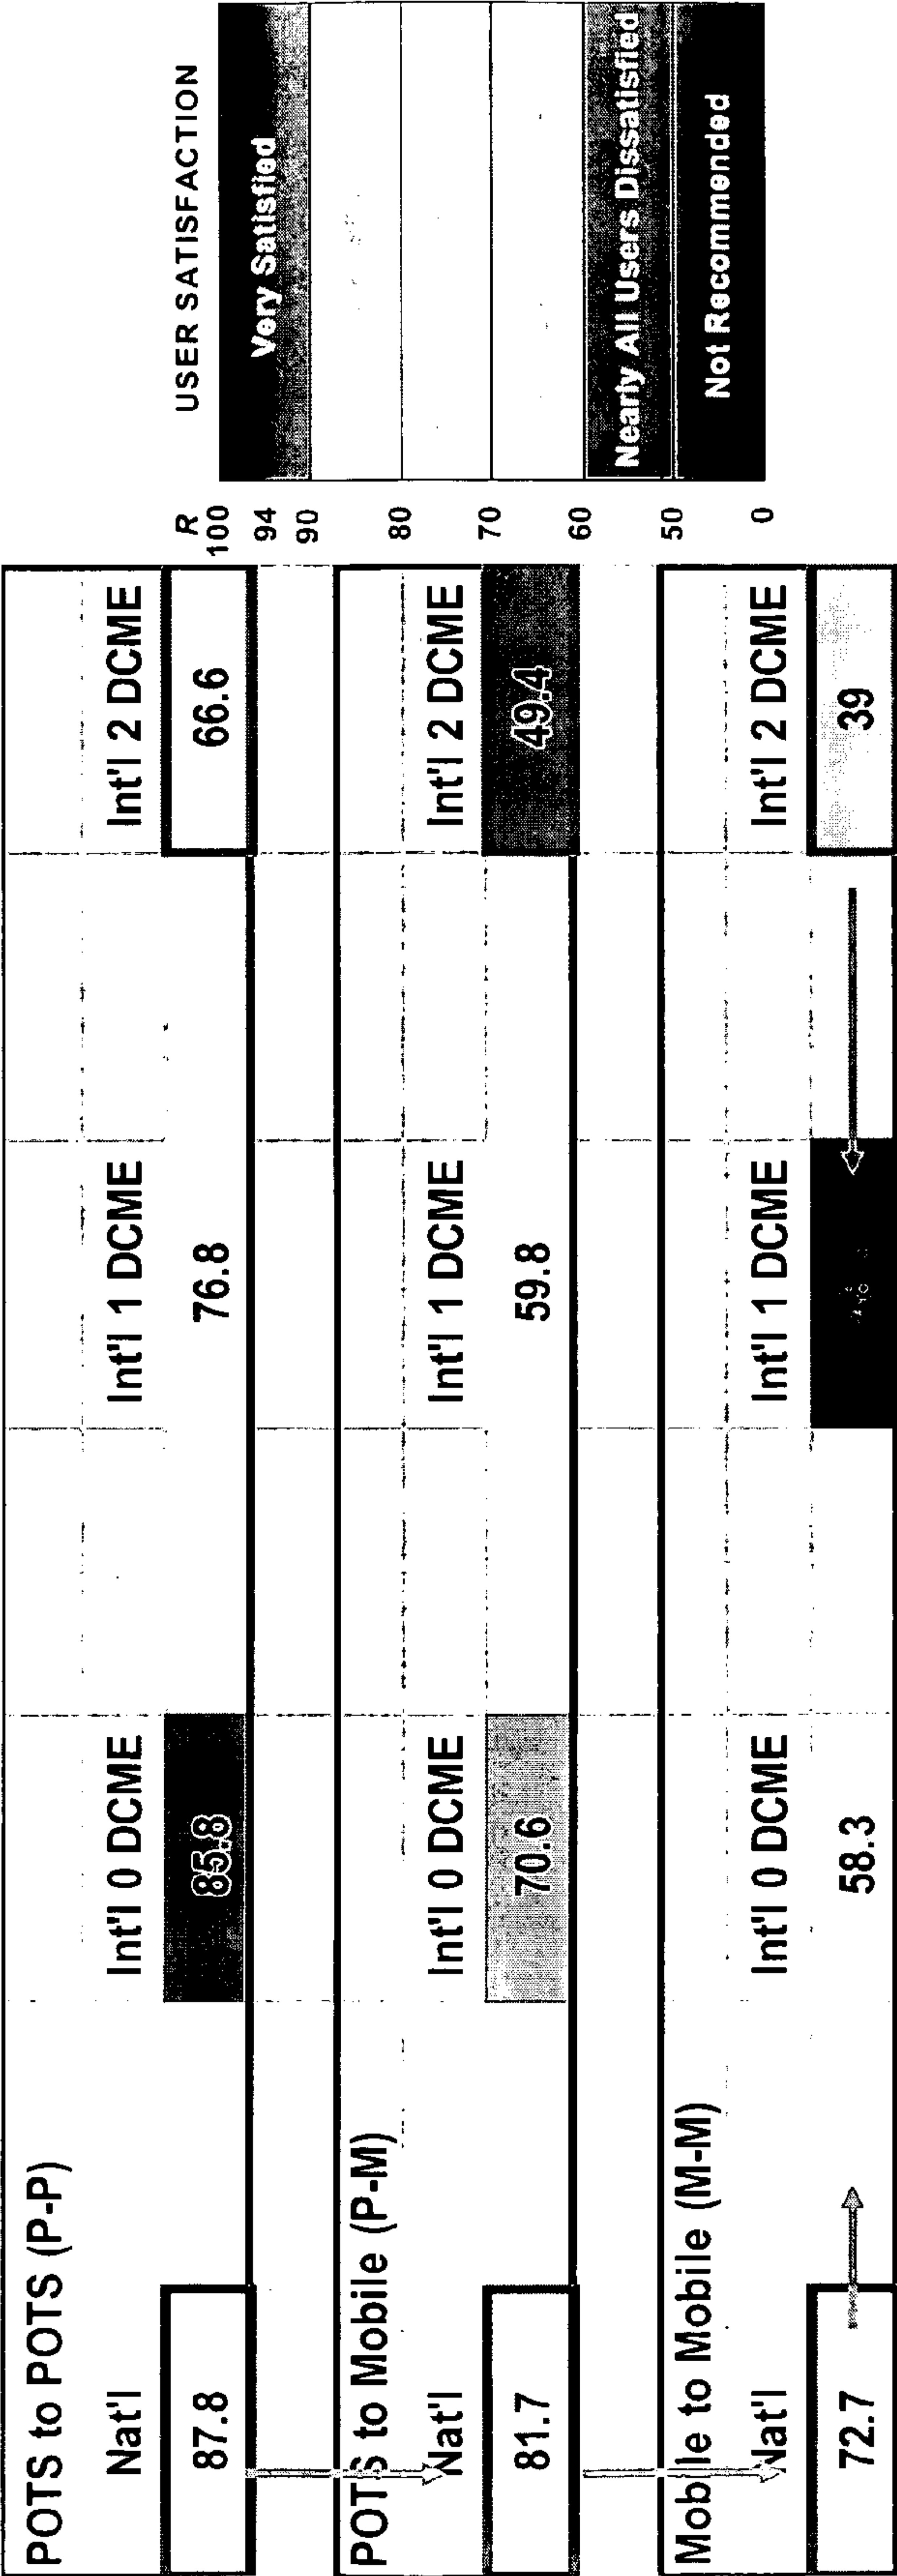 POTS to POTS (P-P)
Nat'l Int'l 0 DCME Int'l 1 DCME Int'l 2 DCME
87.8 85.8 76.8 66.6
POTS to Mobile (P-M)
Nat'l Int'l 0 DCME Int'l 1 DCME Int'l 2 DCME
81.7 70.6 59.8 49.4
Mobile to Mobile (M-M)
Nat'l Int'l 0 DCME Int'l 1 DCME Int'l 2 DCME
72.7 58.3 39
R USER SATISFACTION
100
Very Satisfied
94
90
80
70
60
Nearly All Users Dissatisfied
50
Not Recommended
0